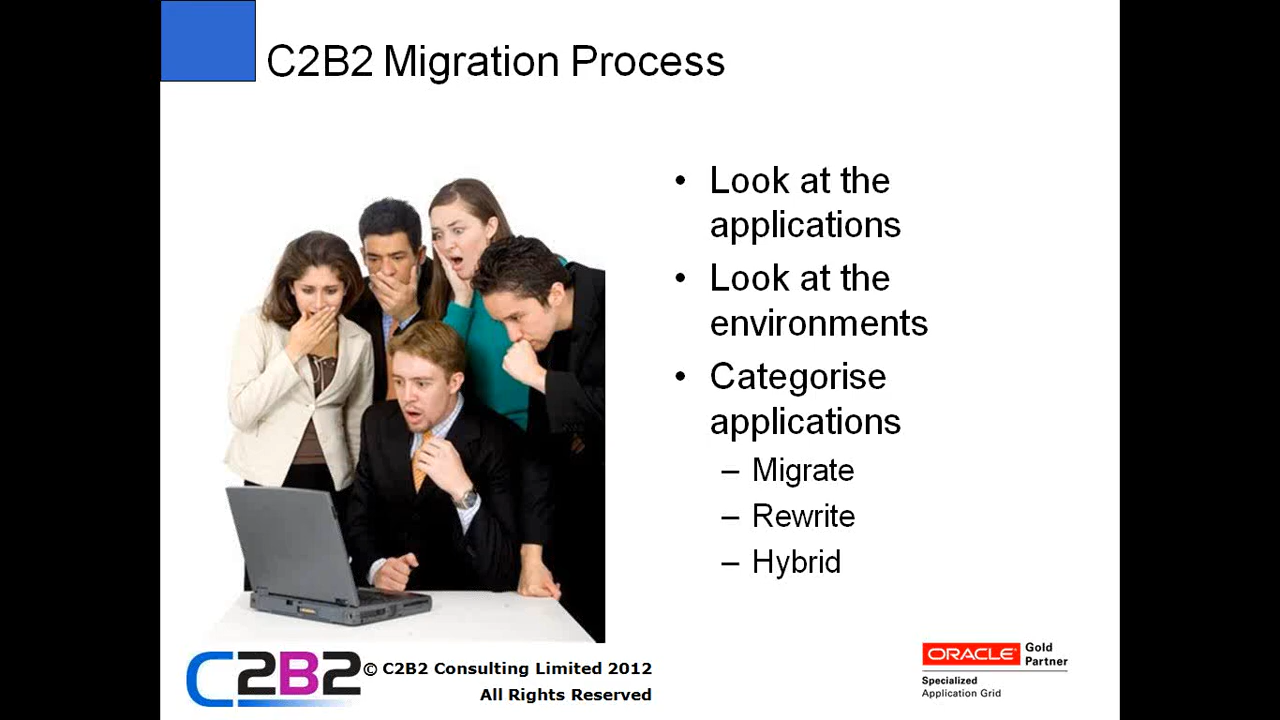 C2B2 Migration Process
• Look at the
applications
• Look at the
environments
• Categorise
applications
– Migrate
– Rewrite
– Hybrid
C2B2 © C2B2 Consulting Limited 2012
All Rights Reserved
ORACLE Gold
Partner
Specialized
Application Grid